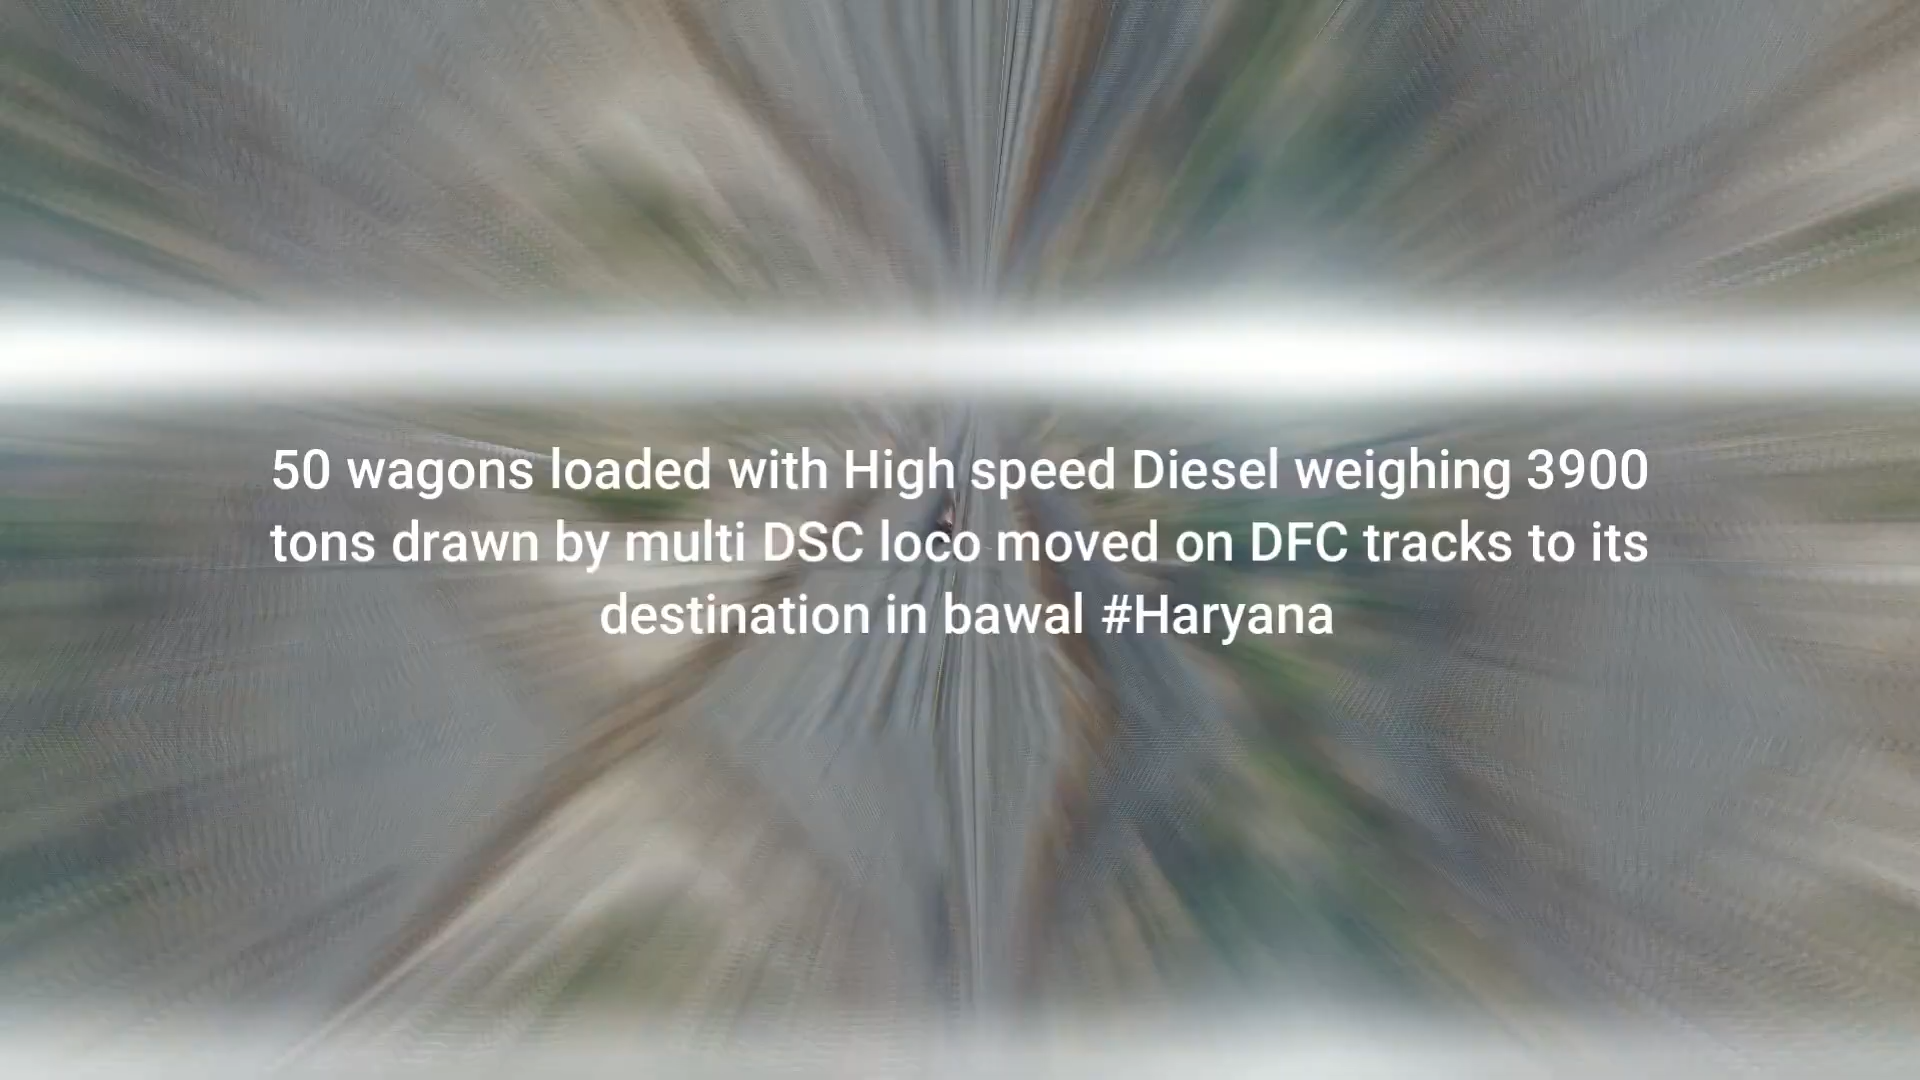 50 wagons loaded with High speed Diesel weighing 3900
tons drawn by multi DSC loco moved on DFC tracks to its
destination in bawal #Haryana